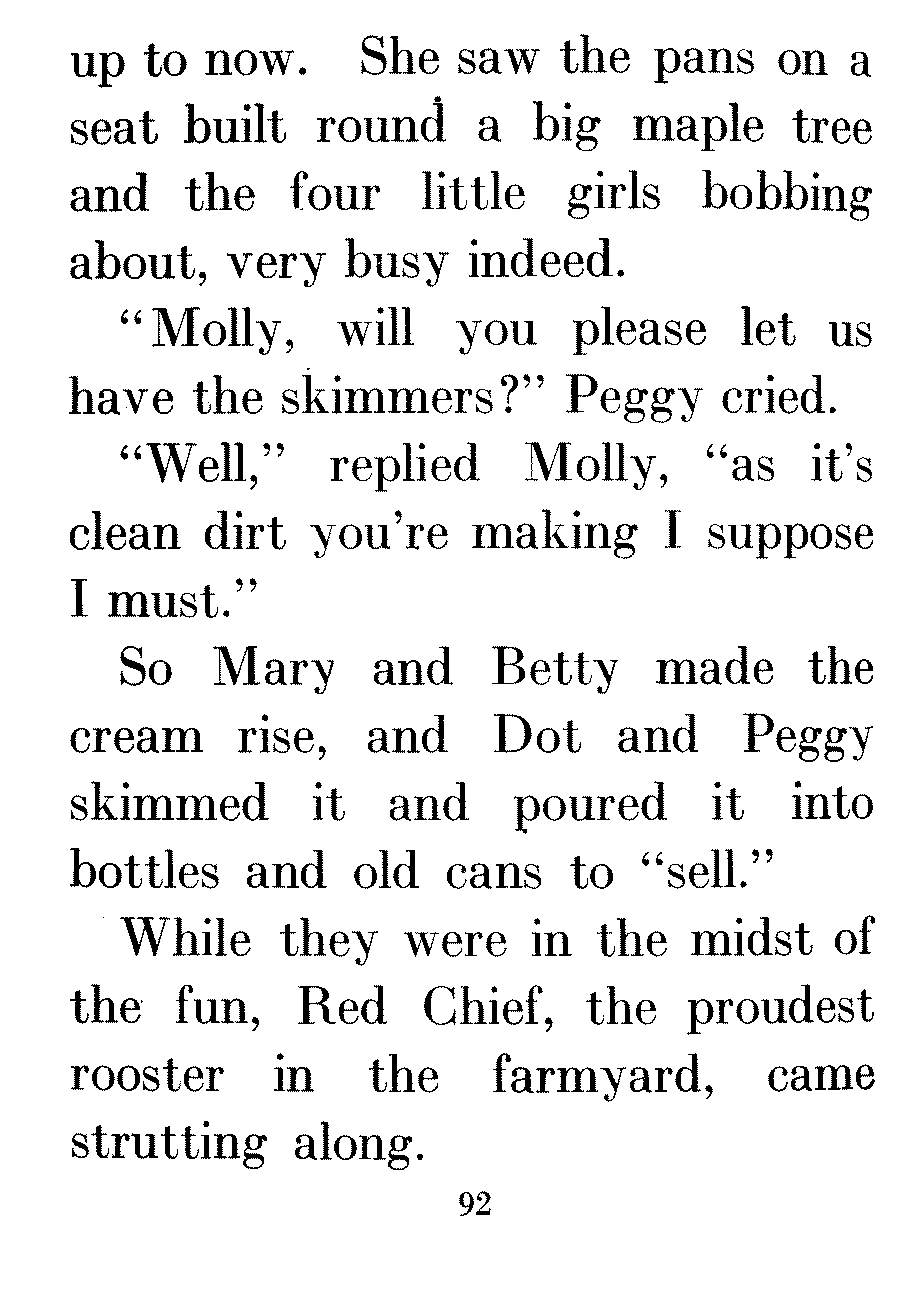 up to now. She saw the pans on a
seat built round a big maple tree
and the four little girls bobbing
about, very busy indeed.
“Molly, will you please let us
have the skimmers?” Peggy cried.
“Well,” replied Molly, “as it’s
clean dirt you’re making I suppose
I must.”
So Mary and Betty made the
cream rise, and Dot and Peggy
skimmed it and poured it into
bottles and old cans to “sell.”
While they were in the midst of
the fun, Red Chief, the proudest
rooster in the farmyard, came
strutting along.
92